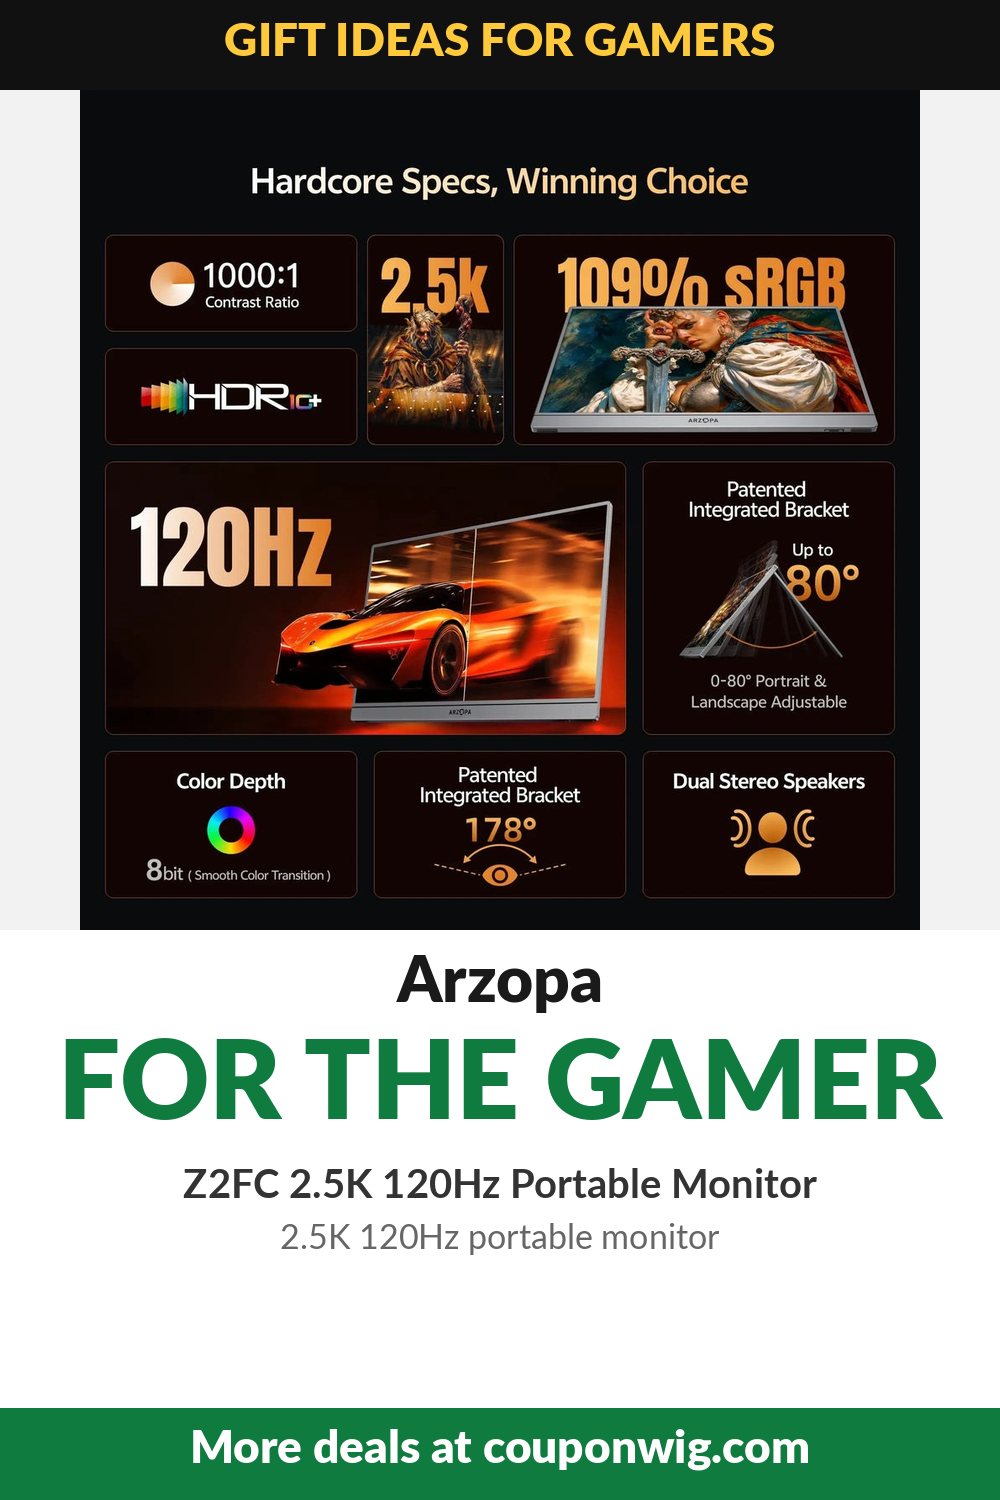 GIFT IDEAS FOR GAMERS
Hardcore Specs, Winning Choice
1000:1
Contrast Ratio
2.5k
109% sRGB
ARZOPA
HDR10+
120Hz
ARZOPA
Patented
Integrated Bracket
Up to
80°
0-80° Portrait &
Landscape Adjustable
Color Depth
8bit ( Smooth Color Transition )
Patented
Integrated Bracket
178°
Dual Stereo Speakers
Arzopa
FOR THE GAMER
Z2FC 2.5K 120Hz Portable Monitor
2.5K 120Hz portable monitor
More deals at couponwig.com